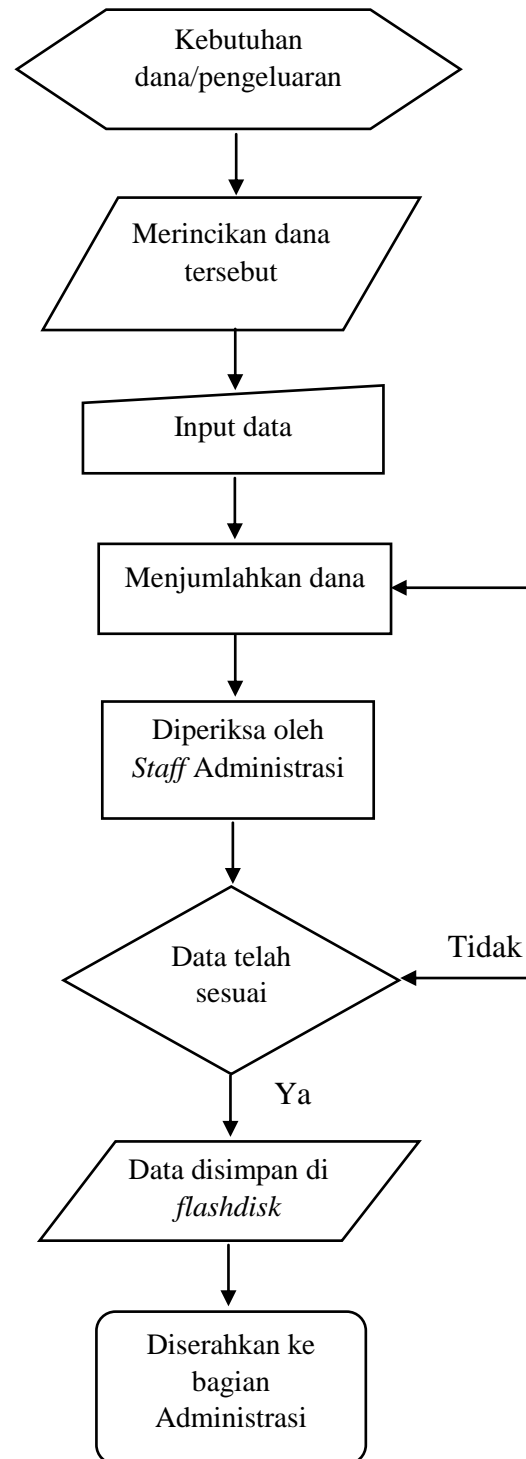 Kebutuhan
dana/pengeluaran
Merincikan dana
tersebut
Input data
Menjumlahkan dana
Diperiksa oleh
Staff Administrasi
Data telah
sesuai
Tidak
Ya
Data disimpan di
flashdisk
Diserahkan ke
bagian
Administrasi